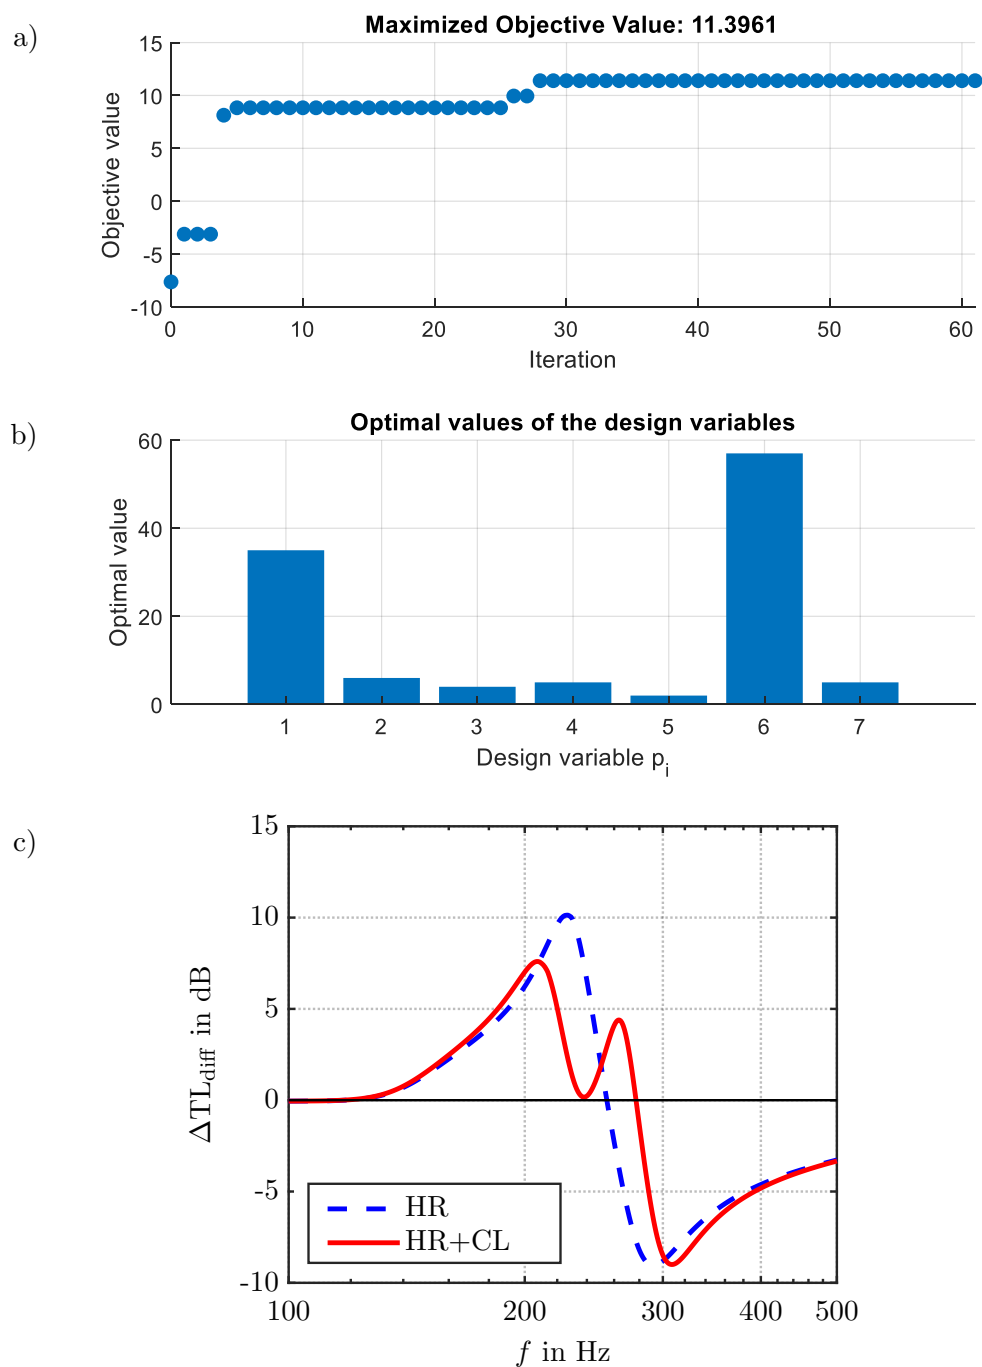 a)
Maximized Objective Value: 11.3961
15
10
5
0
-5
-10
Objective value
0 10 20 30 40 50 60
Iteration
b)
Optimal values of the design variables
60
40
20
0
Optimal value
1 2 3 4 5 6 7
Design variable p_i
c)
15
10
5
0
-5
-10
ΔTL_diff in dB
HR
HR+CL
100 200 300 400 500
f in Hz